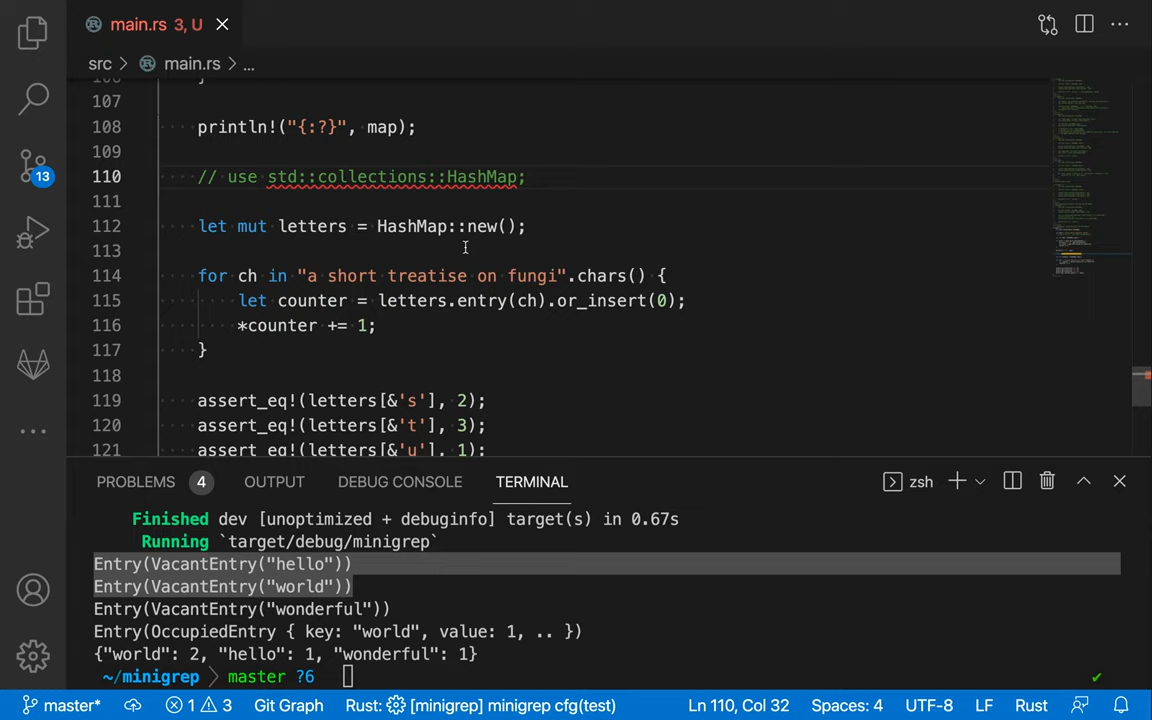 main.rs 3, U
src > main.rs > ...
106 }
107
108 println!("{:?}", map);
109
110 // use std::collections::HashMap;
111
112 let mut letters = HashMap::new();
113
114 for ch in "a short treatise on fungi".chars() {
115 let counter = letters.entry(ch).or_insert(0);
116 *counter += 1;
117 }
118
119 assert_eq!(letters[&'s'], 2);
120 assert_eq!(letters[&'t'], 3);
121 assert_eq!(letters[&'u'], 1);
13
PROBLEMS 4 OUTPUT DEBUG CONSOLE TERMINAL zsh
Finished dev [unoptimized + debuginfo] target(s) in 0.67s
Running `target/debug/minigrep`
Entry(VacantEntry("hello"))
Entry(VacantEntry("world"))
Entry(VacantEntry("wonderful"))
Entry(OccupiedEntry { key: "world", value: 1, .. })
{"world": 2, "hello": 1, "wonderful": 1}
~/minigrep > master ?6
master* 1 3 Git Graph Rust: [minigrep] minigrep cfg(test) Ln 110, Col 32 Spaces: 4 UTF-8 LF Rust